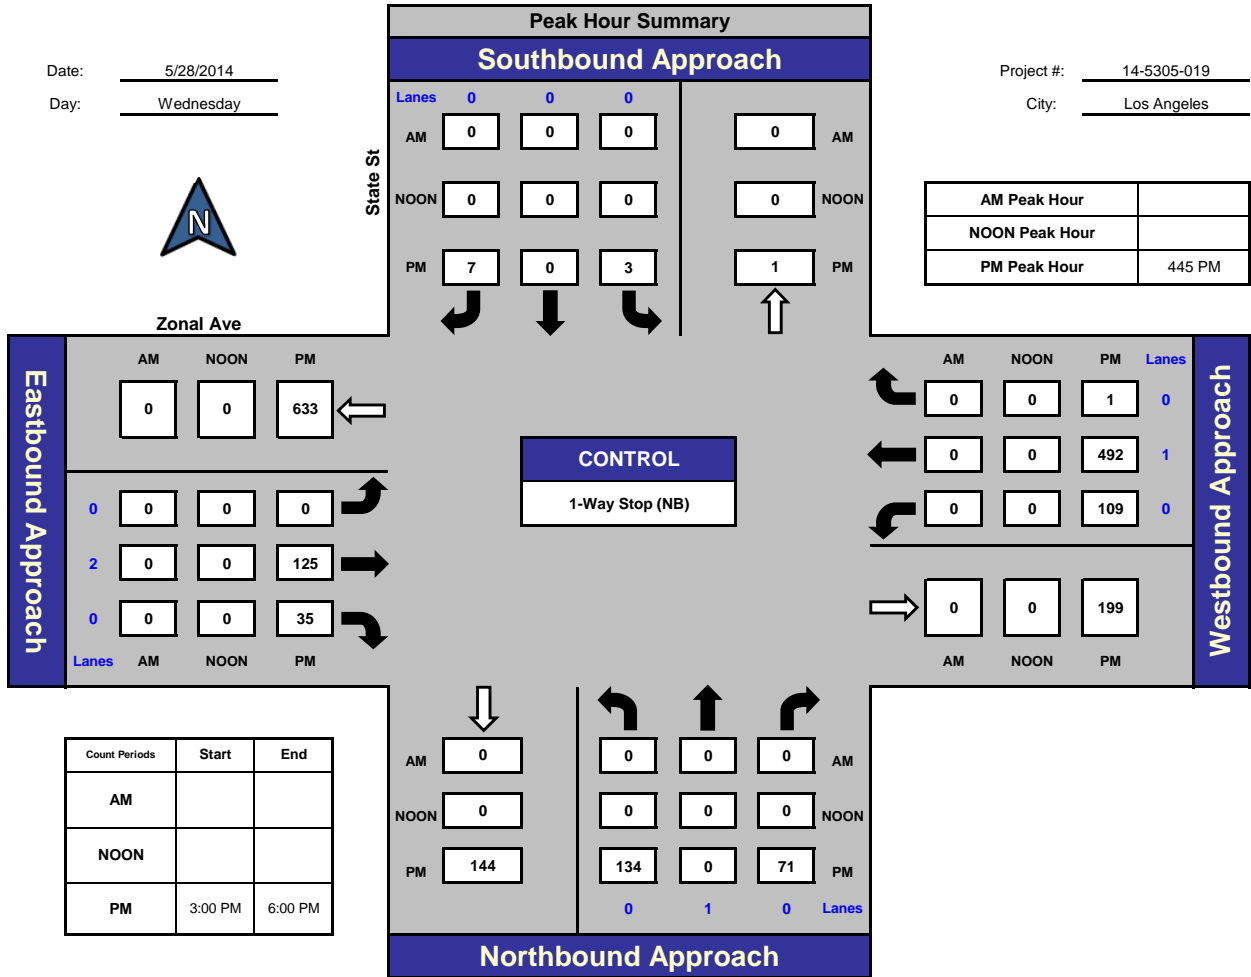 Peak Hour Summary
Southbound Approach
Date: 5/28/2014
Day: Wednesday
Project #: 14-5305-019
City: Los Angeles
N
State St
Lanes 0 0 0
AM 0 0 0 0 AM
NOON 0 0 0 0 NOON
PM 7 0 3 1 PM
AM Peak Hour
NOON Peak Hour
PM Peak Hour 445 PM
Zonal Ave
Eastbound Approach
AM NOON PM
0 0 633
0 0 0 0
2 0 0 125
0 0 0 35
Lanes AM NOON PM
CONTROL
1-Way Stop (NB)
AM NOON PM Lanes
0 0 1 0
0 0 492 1
0 0 109 0
0 0 199
AM NOON PM
Westbound Approach
Count Periods Start End
AM
NOON
PM 3:00 PM 6:00 PM
AM 0 0 0 0 AM
NOON 0 0 0 0 NOON
PM 144 134 0 71 PM
0 1 0 Lanes
Northbound Approach